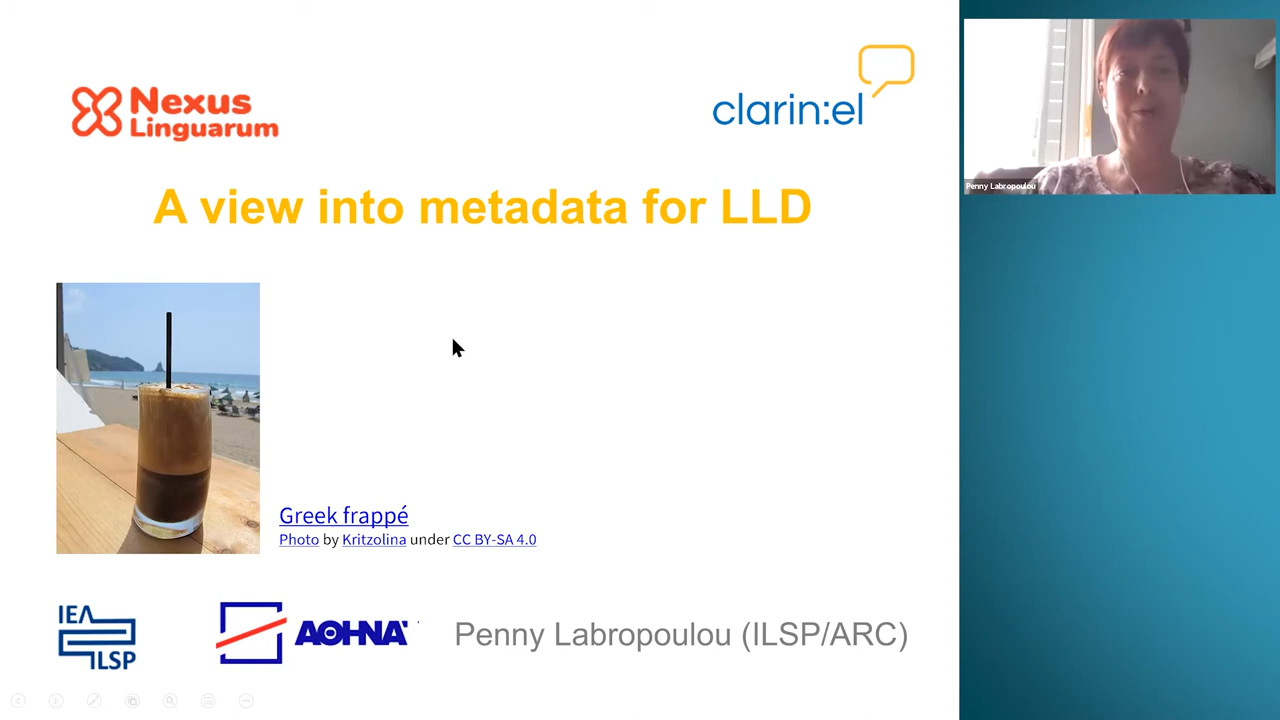 Nexus
Linguarum
clarin:el
Penny Labropoulou
A view into metadata for LLD
Greek frappé
Photo by Kritzolina under CC BY-SA 4.0
ΙΕΛ
ILSP
ΑΘΗΝΑ
Penny Labropoulou (ILSP/ARC)